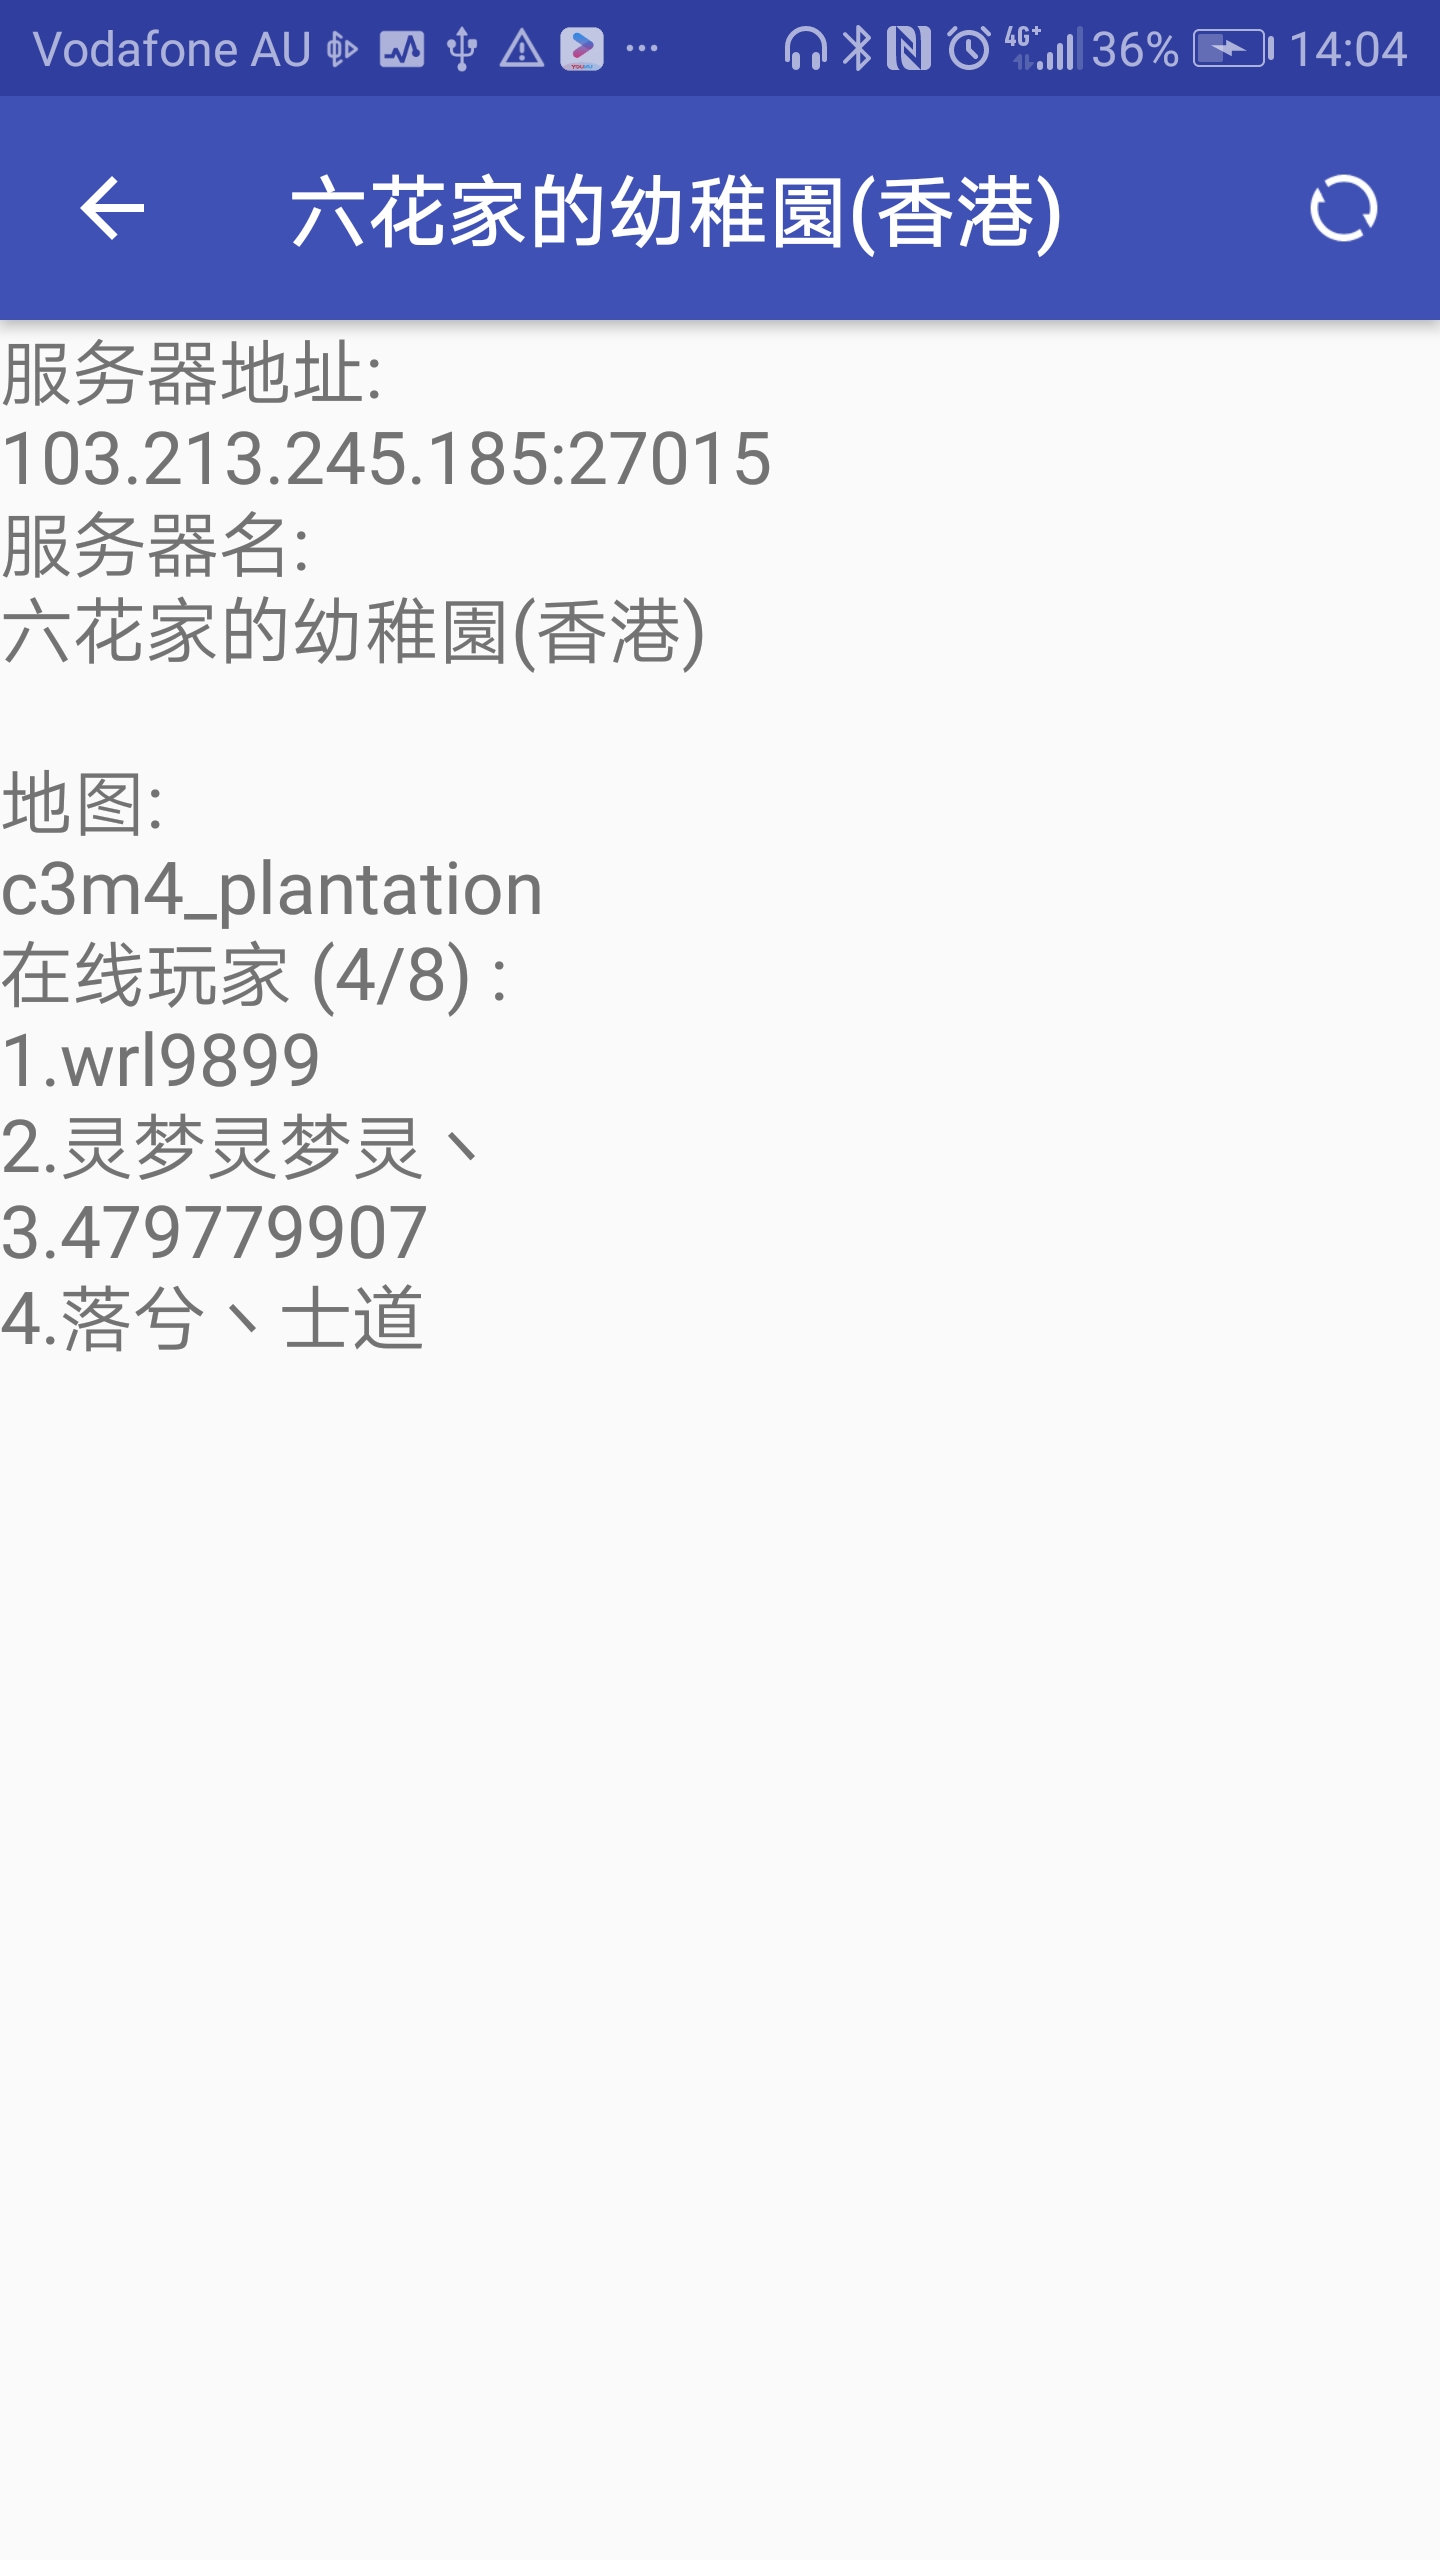 Vodafone AU 4G+ 36% 14:04
六花家的幼稚園(香港)
服务器地址:
103.213.245.185:27015
服务器名:
六花家的幼稚園(香港)
地图:
c3m4_plantation
在线玩家 (4/8) :
1.wrl9899
2.灵梦灵梦灵丶
3.479779907
4.落兮丶士道